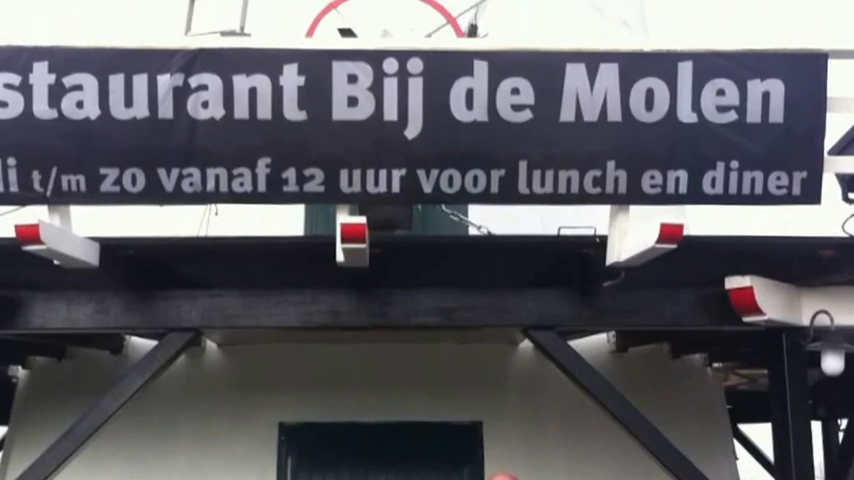 staurant Bij de Molen
t/m zo vanaf 12 uur voor lunch en diner